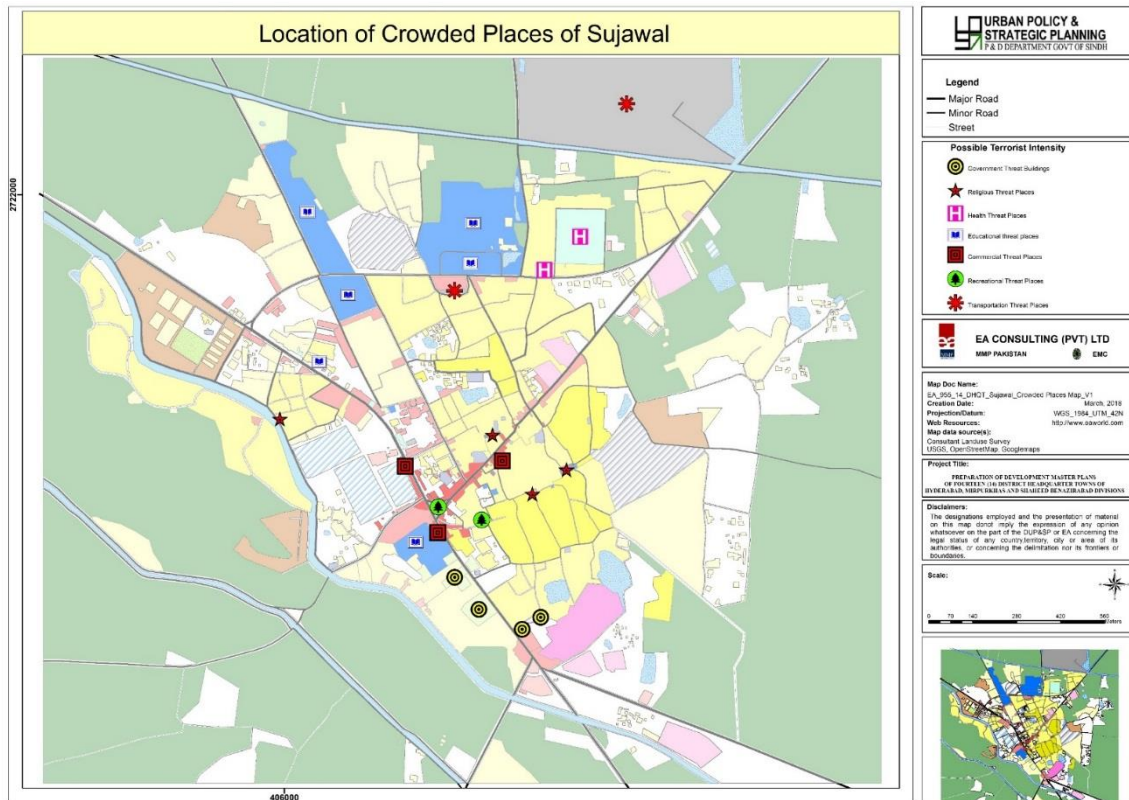 Location of Crowded Places of Sujawal
2722000
406000
URBAN POLICY &
STRATEGIC PLANNING
P & D DEPARTMENT GOVT OF SINDH
Legend
Major Road
Minor Road
Street
Possible Terrorist Intensity
Government Threat Buildings
Religious Threat Places
H
Health Threat Places
Educational threat places
Commercial Threat Places
Recreational Threat Places
Transportation Threat Places
EA CONSULTING (PVT) LTD
MMP PAKISTAN
EMC
Map Doc Name:
EA_955_14_DHQT_Sujawal_Crowded Places Map_V1
Creation Date: March, 2018
Projection/Datum: WGS_1984_UTM_42N
Web Resources: http://www.eaworld.com
Map data source(s):
Consultant Landuse Survey
USGS, OpenStreetMap, Googlemaps
Project Title:
PREPARATION OF DEVELOPMENT MASTER PLANS
OF FOURTEEN (14) DISTRICT HEADQUARTER TOWNS OF
HYDERABAD, MIRPURKHAS AND SHAHEED BENAZIRABAD DIVISIONS
Disclaimers:
The designations employed and the presentation of material
on this map donot imply the expression of any opinion
whatsoever on the part of the DUP&SP or EA concerning the
legal status of any country,territory, city or area of its
authorities, or concerning the delimitation nor its frontiers or
boundaries.
Scale:
0 70 140 280 420 560
Meters